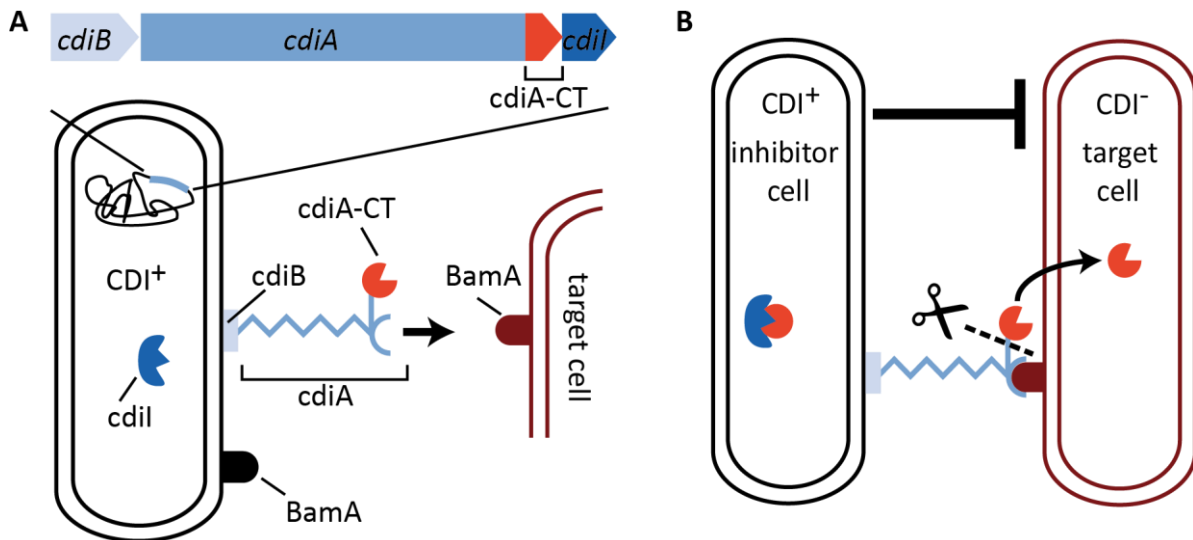 A
cdiB
cdiA
cdiI
cdiA-CT
CDI⁺
cdiB
cdiA-CT
cdiA
cdiI
BamA
BamA
target cell
B
CDI⁺
inhibitor
cell
CDI⁻
target
cell